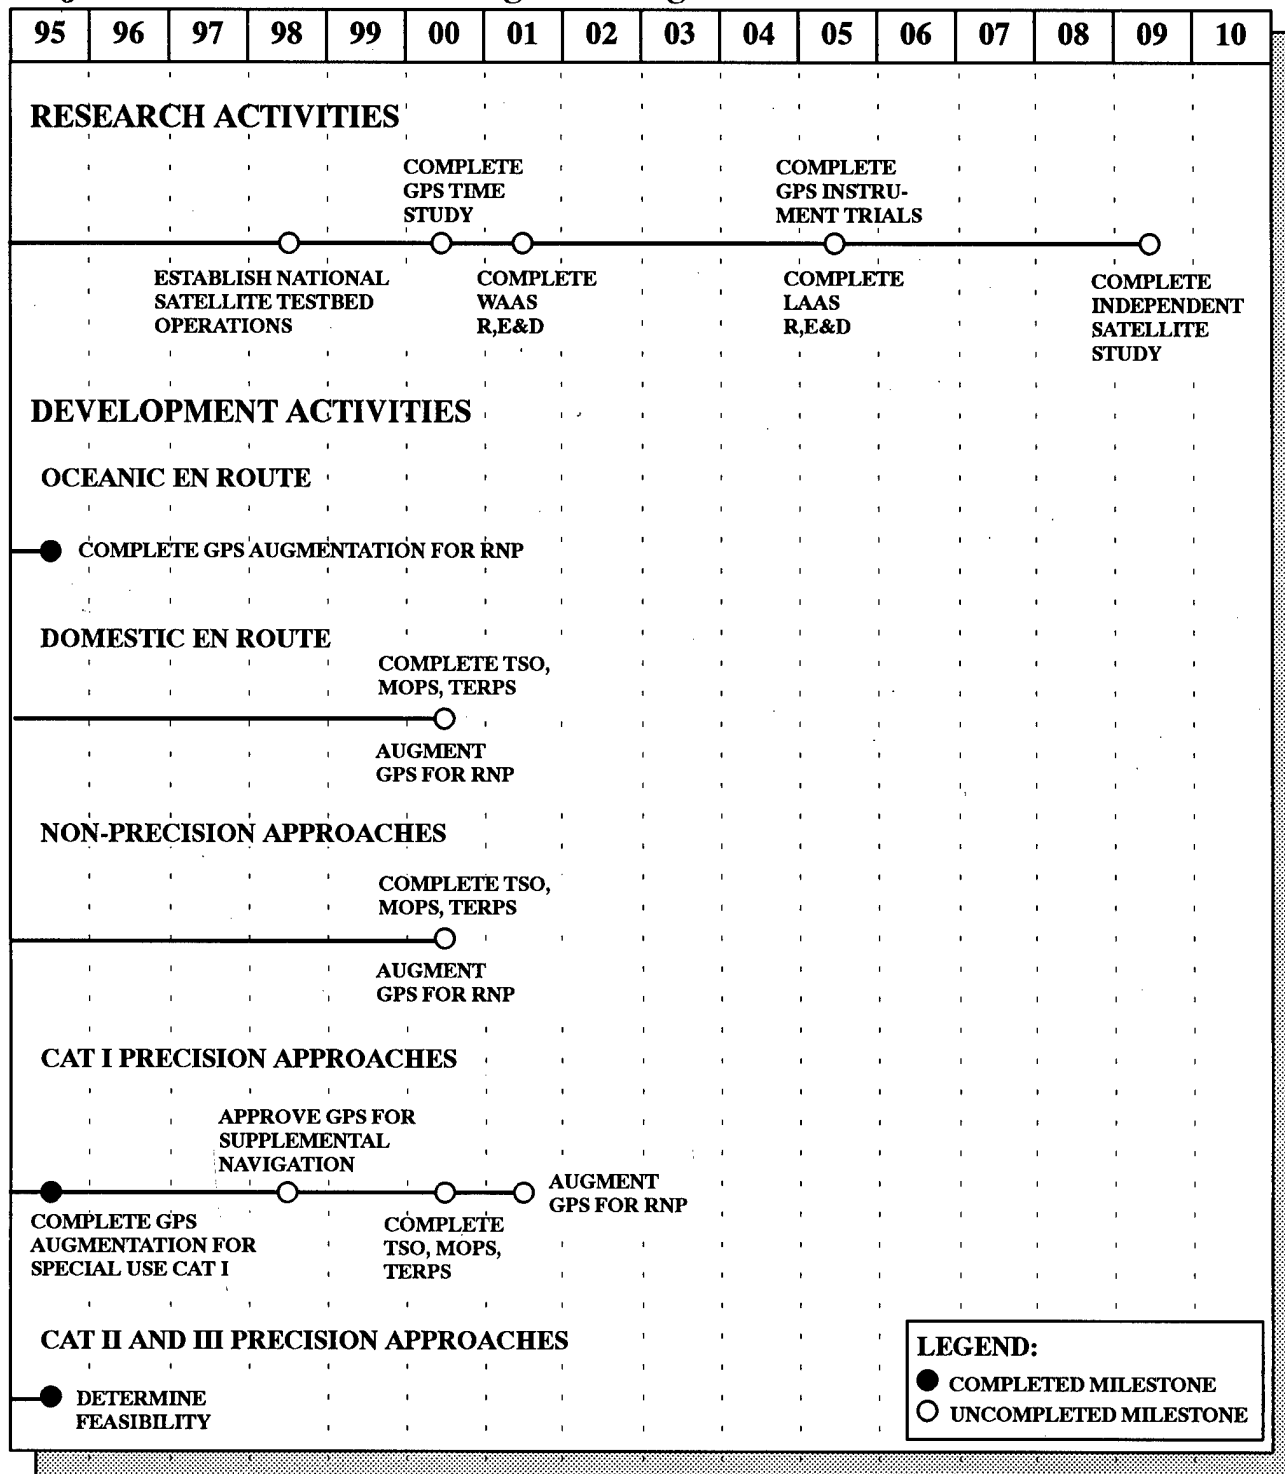 95 96 97 98 99 00 01 02 03 04 05 06 07 08 09 10
RESEARCH ACTIVITIES
COMPLETE
GPS TIME
STUDY
COMPLETE
GPS INSTRU-
MENT TRIALS
ESTABLISH NATIONAL
SATELLITE TESTBED
OPERATIONS
COMPLETE
WAAS
R,E&D
COMPLETE
LAAS
R,E&D
COMPLETE
INDEPENDENT
SATELLITE
STUDY
DEVELOPMENT ACTIVITIES
OCEANIC EN ROUTE
COMPLETE GPS AUGMENTATION FOR RNP
DOMESTIC EN ROUTE
COMPLETE TSO,
MOPS, TERPS
AUGMENT
GPS FOR RNP
NON-PRECISION APPROACHES
COMPLETE TSO,
MOPS, TERPS
AUGMENT
GPS FOR RNP
CAT I PRECISION APPROACHES
APPROVE GPS FOR
SUPPLEMENTAL
NAVIGATION
AUGMENT
GPS FOR RNP
COMPLETE GPS
AUGMENTATION FOR
SPECIAL USE CAT I
COMPLETE
TSO, MOPS,
TERPS
CAT II AND III PRECISION APPROACHES
DETERMINE
FEASIBILITY
LEGEND:
COMPLETED MILESTONE
UNCOMPLETED MILESTONE